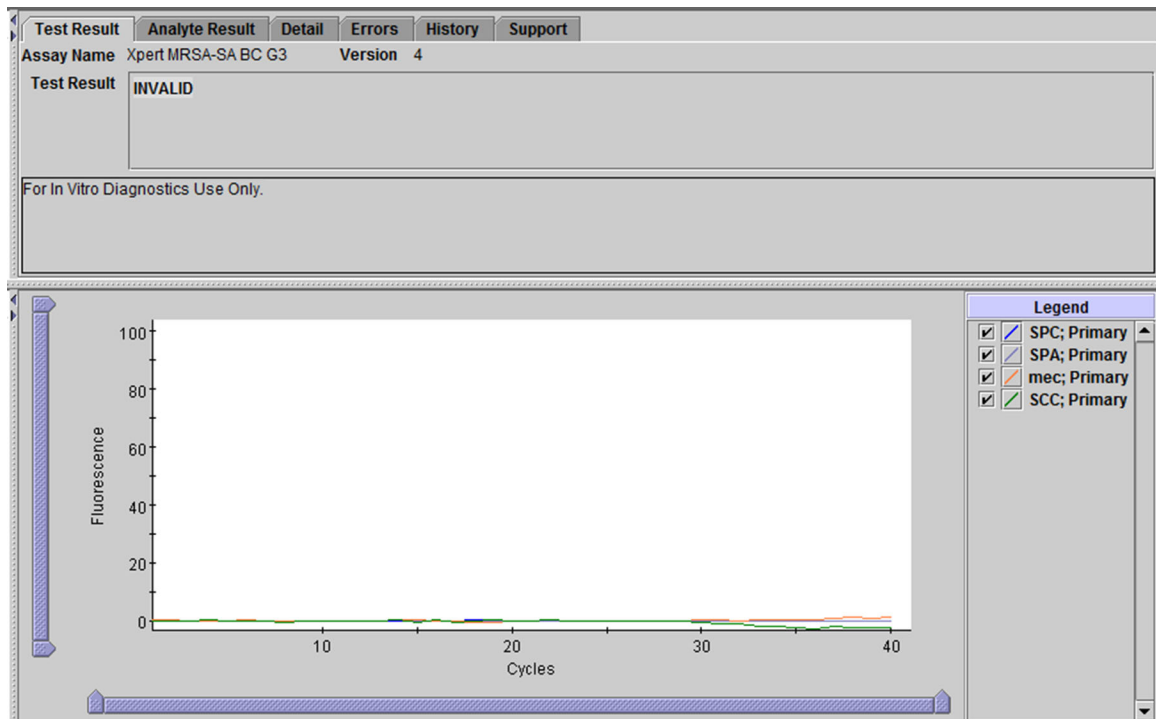 Test Result Analyte Result Detail Errors History Support
Assay Name Xpert MRSA-SA BC G3 Version 4
Test Result INVALID
For In Vitro Diagnostics Use Only.
Legend
SPC; Primary
SPA; Primary
mec; Primary
SCC; Primary
100
80
60
40
20
0
Fluorescence
10 20 30 40
Cycles